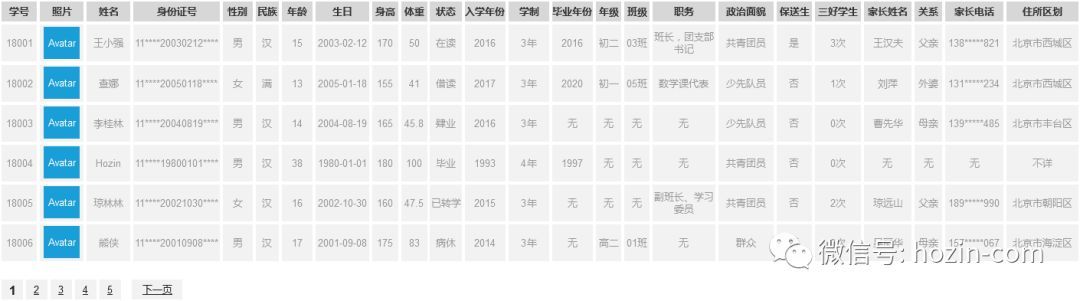 学号 照片 姓名 身份证号 性别 民族 年龄 生日 身高 体重 状态 入学年份 学制 毕业年份 年级 班级 职务 政治面貌 保送生 三好学生 家长姓名 关系 家长电话 住所区划
18001 Avatar 王小强 11****20030212**** 男 汉 15 2003-02-12 170 50 在读 2016 3年 2016 初二 03班 班长，团支部书记 共青团员 是 3次 王汉夫 父亲 138*****821 北京市西城区
18002 Avatar 查娜 11****20050118**** 女 满 13 2005-01-18 155 41 借读 2017 3年 2020 初一 05班 数学课代表 少先队员 否 1次 刘萍 外婆 131*****234 北京市西城区
18003 Avatar 李桂林 11****20040819**** 男 汉 14 2004-08-19 165 45.8 肄业 2016 3年 无 无 无 无 少先队员 否 0次 曹先华 母亲 139*****485 北京市丰台区
18004 Avatar Hozin 11****19800101**** 男 汉 38 1980-01-01 180 100 毕业 1993 4年 1997 无 无 无 共青团员 否 0次 无 无 无 不详
18005 Avatar 琼林林 11****20021030**** 女 汉 16 2002-10-30 160 47.5 已转学 2015 3年 无 无 无 副班长、学习委员 共青团员 否 2次 琼远山 父亲 189*****990 北京市朝阳区
18006 Avatar 熊侠 11****20010908**** 男 汉 17 2001-09-08 175 83 病休 2014 3年 无 高二 01班 无 群众 母亲 157*****067 北京市海淀区
微信号: hozin-com
1 2 3 4 5 下一页